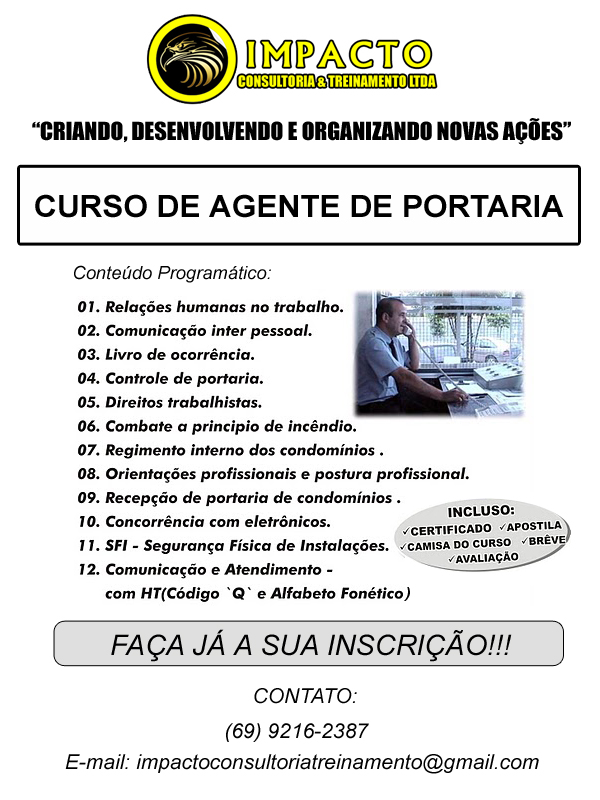 IMPACTO
CONSULTORIA & TREINAMENTO LTDA
“CRIANDO, DESENVOLVENDO E ORGANIZANDO NOVAS AÇÕES”
CURSO DE AGENTE DE PORTARIA
Conteúdo Programático:
01. Relações humanas no trabalho.
02. Comunicação inter pessoal.
03. Livro de ocorrência.
04. Controle de portaria.
05. Direitos trabalhistas.
06. Combate a principio de incêndio.
07. Regimento interno dos condomínios .
08. Orientações profissionais e postura profissional.
09. Recepção de portaria de condomínios .
10. Concorrência com eletrônicos.
11. SFI - Segurança Física de Instalações.
12. Comunicação e Atendimento -
com HT(Código `Q` e Alfabeto Fonético)
INCLUSO:
✓CERTIFICADO ✓APOSTILA
✓CAMISA DO CURSO ✓BRÊVE
✓AVALIAÇÃO
FAÇA JÁ A SUA INSCRIÇÃO!!!
CONTATO:
(69) 9216-2387
E-mail: impactoconsultoriatreinamento@gmail.com